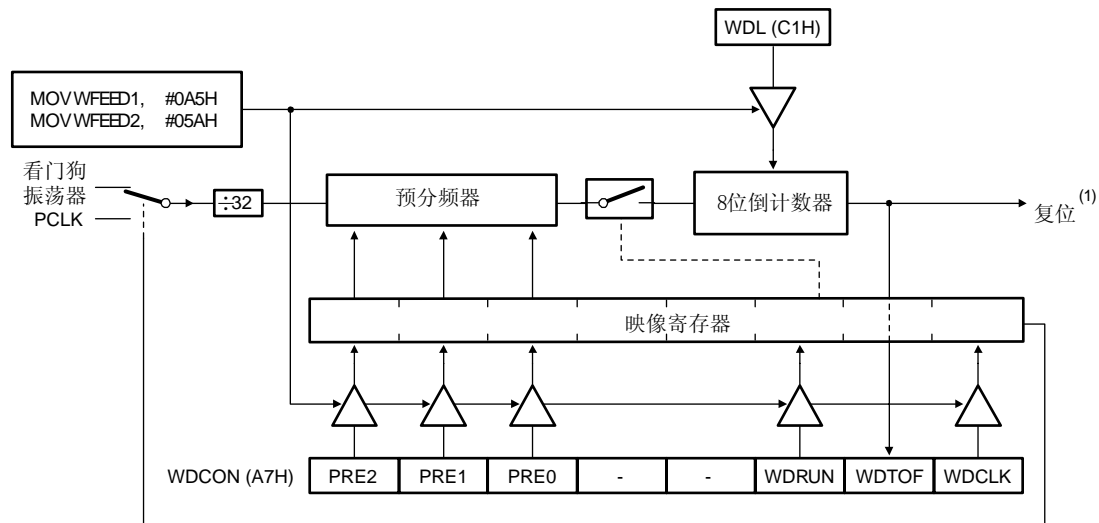 WDL (C1H)
MOV WFEED1, #0A5H
MOV WFEED2, #05AH
看门狗
振荡器
PCLK
÷32
预分频器
8位倒计数器
复位(1)
映像寄存器
WDCON (A7H)
PRE2
PRE1
PRE0
-
-
WDRUN
WDTOF
WDCLK